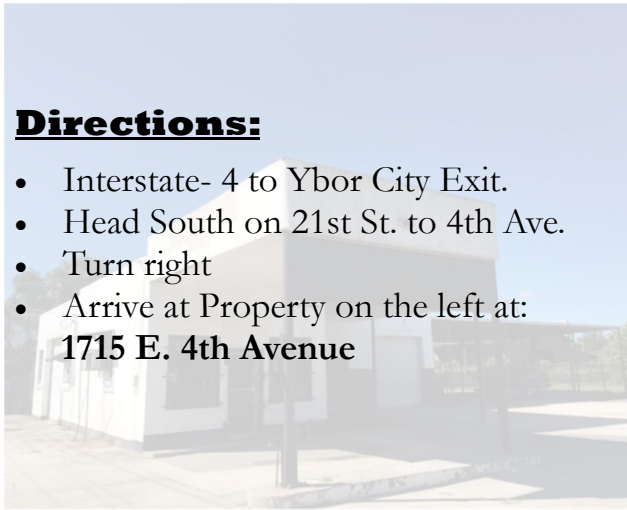 Directions:
• Interstate- 4 to Ybor City Exit.
• Head South on 21st St. to 4th Ave.
• Turn right
• Arrive at Property on the left at:
1715 E. 4th Avenue